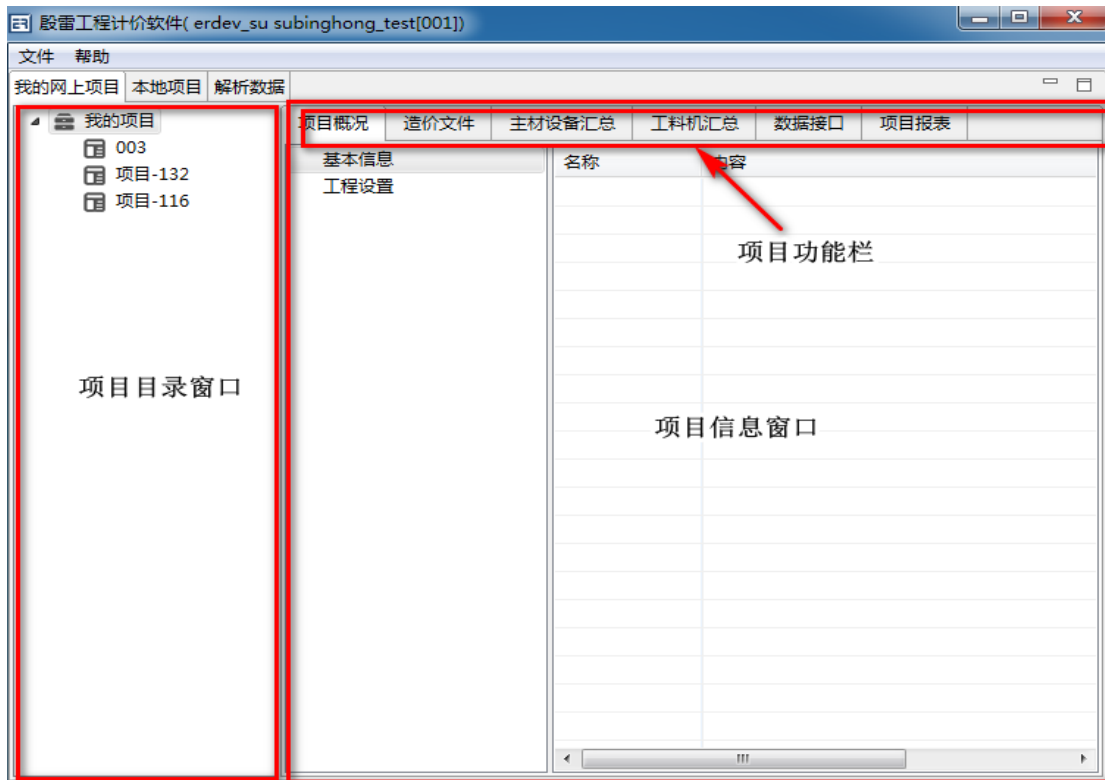 殷雷工程计价软件( erdev_su subinghong_test[001])
文件 帮助
我的网上项目 本地项目 解析数据
我的项目
003
项目-132
项目-116
项目目录窗口
项目概况 造价文件 主材设备汇总 工料机汇总 数据接口 项目报表
基本信息
工程设置
名称 内容
项目功能栏
项目信息窗口